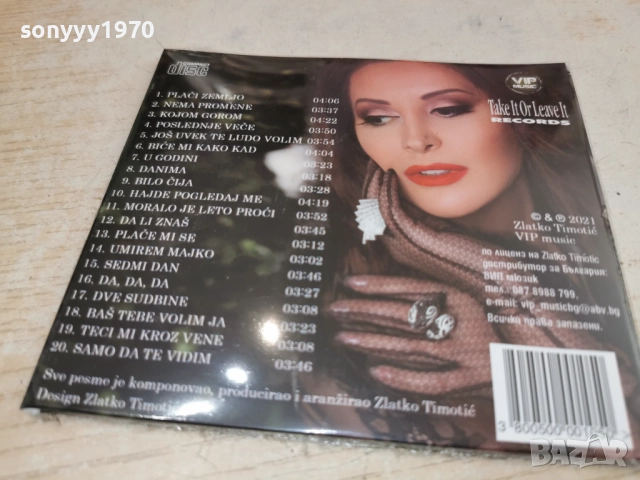 sonyyy1970
COMPACT
disc
VIP
MUSIC
Take It Or Leave It
RECORDS
1. PLAČI ZEMLJO 04:06
2. NEMA PROMENE 03:37
3. KOJOM GOROM 04:22
4. POSLEDNJE VEČE 03:50
5. JOŠ UVEK TE LUDO VOLIM 03:54
6. BIĆE MI KAKO KAD 04:04
7. U GODINI 03:23
8. DANIMA 03:18
9. BILO ČIJA 03:28
10. HAJDE POGLEDAJ ME 04:19
11. MORALO JE LETO PROĆI 03:52
12. DA LI ZNAŠ 03:45
13. PLAČE MI SE 03:12
14. UMIREM MAJKO 03:02
15. SEDMI DAN 03:46
16. DA, DA, DA 03:27
17. DVE SUDBINE 03:08
18. BAŠ TEBE VOLIM JA 03:23
19. TECI MI KROZ VENE 03:08
20. SAMO DA TE VIDIM 03:46
© & ℗ 2021
Zlatko Timotić
VIP music
по лиценз на Zlatko Timotic
дистрибутор за България:
ВИП мюзик
тел.: 087 8988 799,
e-mail: vip_musicbg@abv.bg
Всички права запазени.
Sve pesme je komponovao, producirao i aranžirao Zlatko Timotić
Design Zlatko Timotić
BAZAR